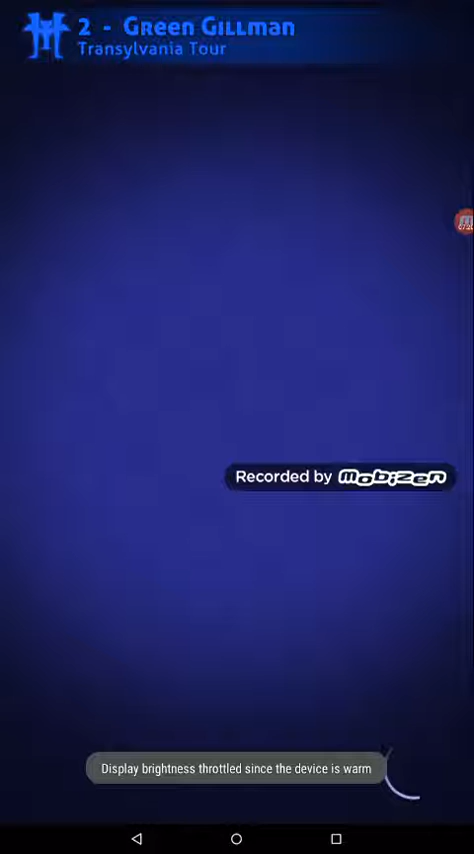 2 - Green Gillman
Transylvania Tour
Recorded by mobizen
Display brightness throttled since the device is warm